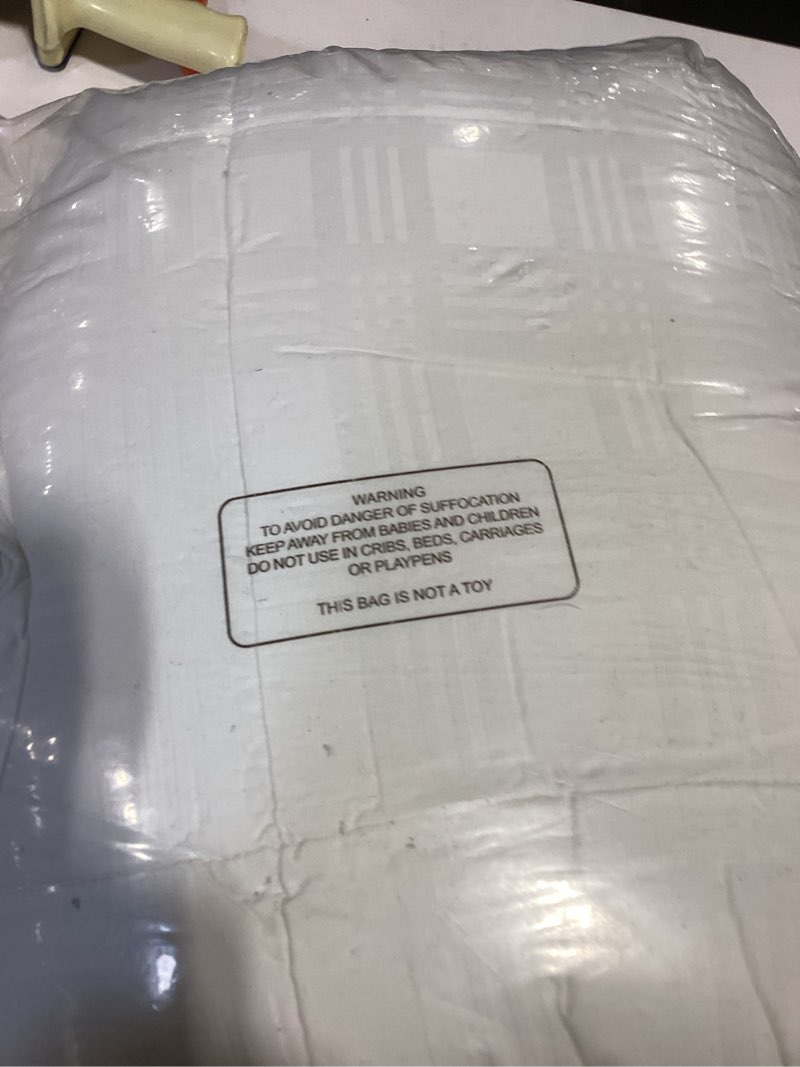 WARNING
TO AVOID DANGER OF SUFFOCATION
KEEP AWAY FROM BABIES AND CHILDREN
DO NOT USE IN CRIBS, BEDS, CARRIAGES
OR PLAYPENS
THIS BAG IS NOT A TOY